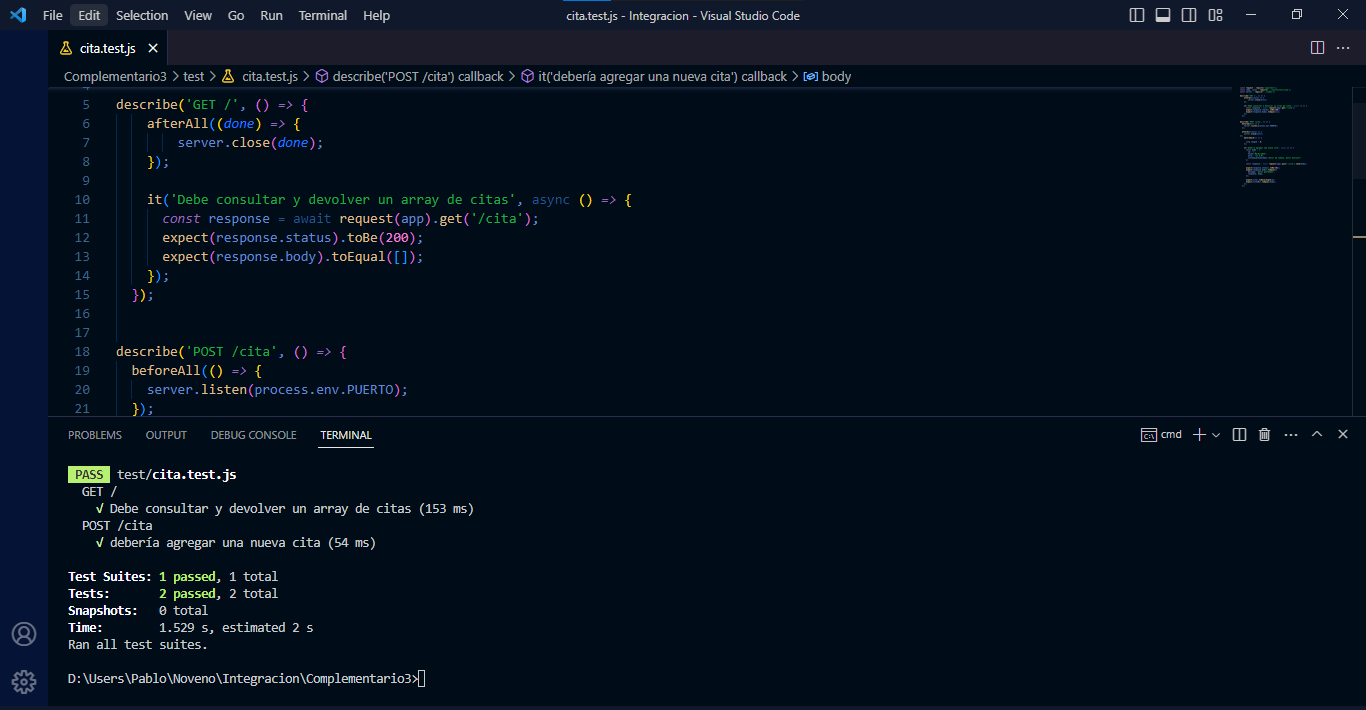 File Edit Selection View Go Run Terminal Help cita.test.js - Integracion - Visual Studio Code
cita.test.js
Complementario3 > test > cita.test.js > describe('POST /cita') callback > it('debería agregar una nueva cita') callback > body
4
5 describe('GET /', () => {
6 afterAll((done) => {
7 server.close(done);
8 });
9
10 it('Debe consultar y devolver un array de citas', async () => {
11 const response = await request(app).get('/cita');
12 expect(response.status).toBe(200);
13 expect(response.body).toEqual([]);
14 });
15 });
16
17
18 describe('POST /cita', () => {
19 beforeAll(() => {
20 server.listen(process.env.PUERTO);
21 });
PROBLEMS OUTPUT DEBUG CONSOLE TERMINAL cmd
PASS test/cita.test.js
GET /
√ Debe consultar y devolver un array de citas (153 ms)
POST /cita
√ debería agregar una nueva cita (54 ms)
Test Suites: 1 passed, 1 total
Tests: 2 passed, 2 total
Snapshots: 0 total
Time: 1.529 s, estimated 2 s
Ran all test suites.
D:\Users\Pablo\Noveno\Integracion\Complementario3>